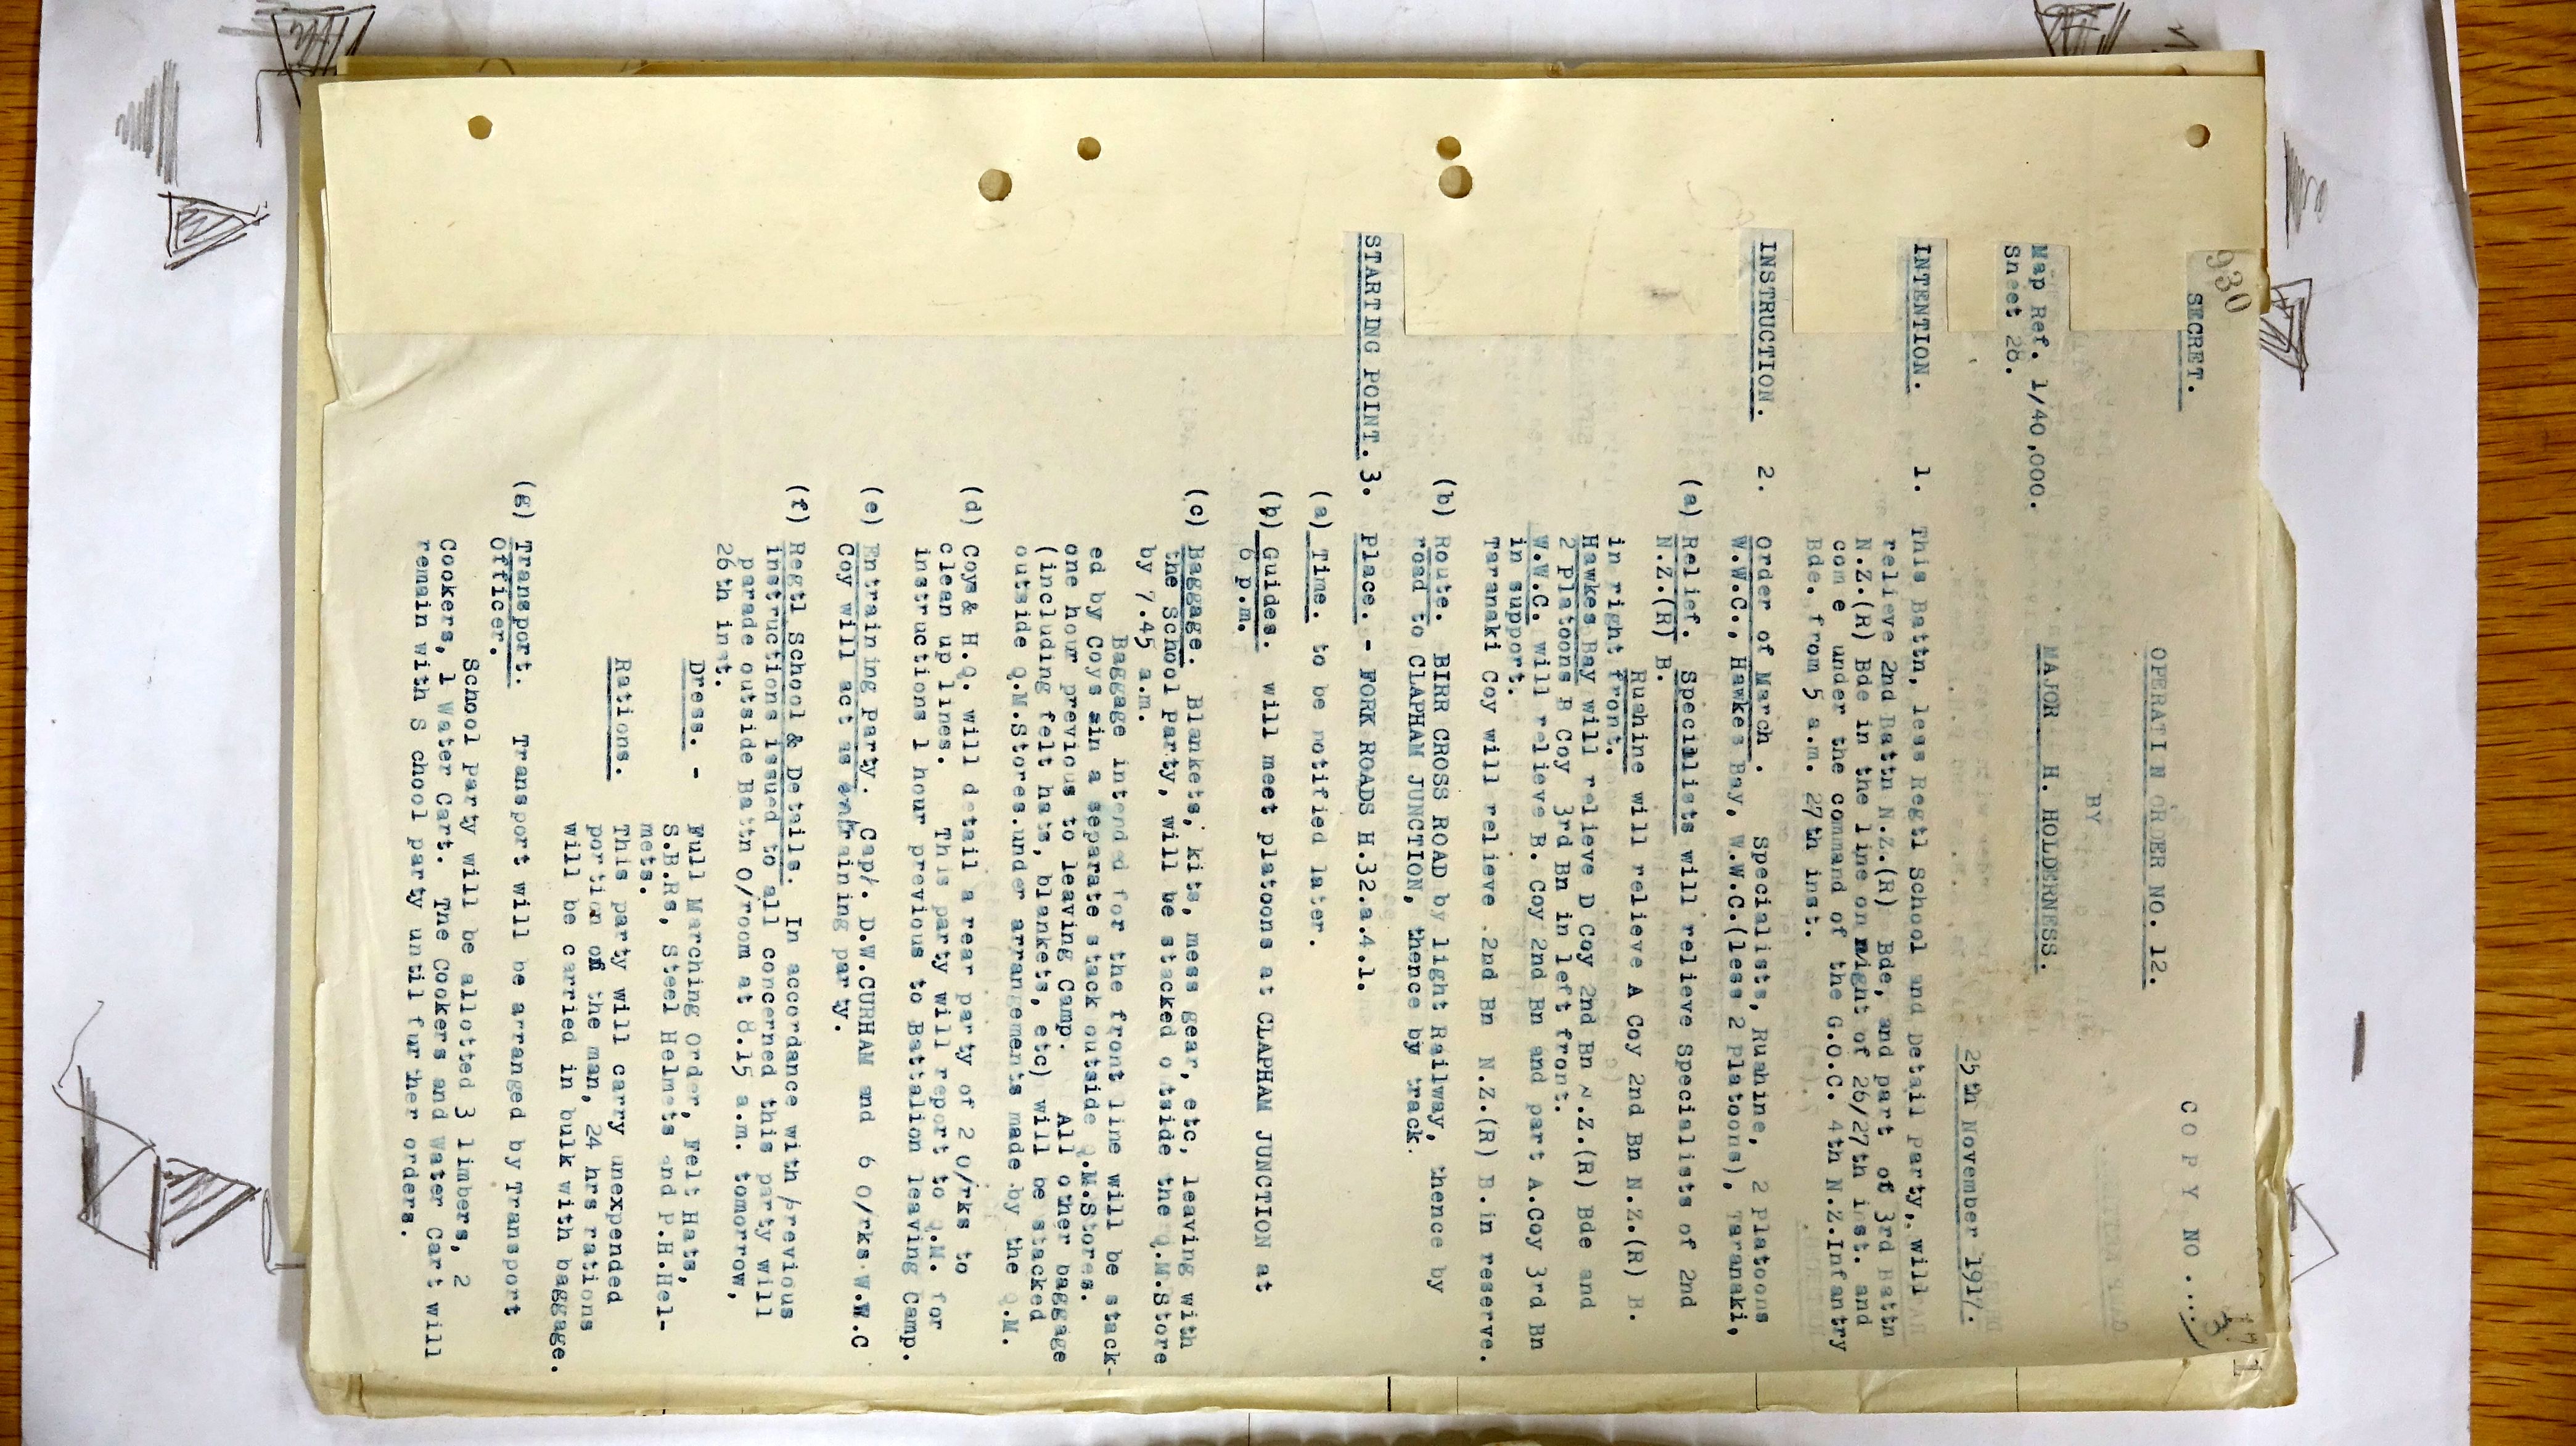 930
SECRET.
COPY NO....3
1
OPERATI N ORDER NO. 12.
BY
MAJOR H. HOLDERNESS.
Map Ref. 1/40,000.
Sheet 28.
25th November 1917.
INTENTION. 1. This Battn, less Regtl School and Detail party, will
relieve 2nd Battn N.Z.(R) Bde, and part of 3rd Battn
N.Z.(R) Bde in the line on night of 26/27th inst. and
come under the command of the G.O.C. 4th N.Z.Infantry
Bde. from 5 a.m. 27th inst.
INSTRUCTION. 2. Order of March . Specialists, Ruahine, 2 Platoons
W.W.C., Hawkes Bay, W.W.C.(less 2 Platoons), Taranaki,
(a) Relief. Specialists will relieve Specialists of 2nd
N.Z.(R) B.
Ruahine will relieve A Coy 2nd Bn N.Z.(R) B.
in right front.
Hawkes Bay will relieve D Coy 2nd Bn N.Z.(R) Bde and
2 Platoons B Coy 3rd Bn in left front.
W.W.C. will relieve B. Coy 2nd Bn and part A.Coy 3rd Bn
in support.
Taranaki Coy will relieve 2nd Bn N.Z.(R) B. in reserve.
(b) Route. BIRR CROSS ROAD by light Railway, thence by
road to CLAPHAM JUNCTION, thence by track.
STARTING POINT. 3. Place. - FORK ROADS H.32.a.4.1.
(a) Time. to be notified later.
(b) Guides. will meet platoons at CLAPHAM JUNCTION at
6 p.m.
(c) Baggage. Blankets, kits, mess gear, etc, leaving with
the School Party, will be stacked outside the Q.M.Store
by 7.45 a.m.
Baggage intended for the front line will be stack-
ed by Coys in a separate stack outside Q.M.Stores.
one hour previous to leaving Camp. All other baggage
(including felt hats, blankets, etc) will be stacked
outside Q.M.Stores.under arrangements made by the Q.M.
(d) Coys & H.Q. will detail a rear party of 2 O/rks to
clean up lines. This party will report to Q.M. for
instructions 1 hour previous to Battalion leaving Camp.
(e) Entraining Party. Cap/. D.W.CURHAM and 6 O/rks W.W.C
Coy will act as entraining party.
(f) Regtl School & Details. In accordance with previous
instructions issued to all concerned this party will
parade outside Battn O/room at 8.15 a.m. tomorrow,
26th inst.
Dress. - Full Marching Order, Felt Hats,
S.B.Rs, Steel Helmets and P.H.Hel-
mets.
Rations. This party will carry unexpended
portion of the man, 24 hrs rations
will be carried in bulk with baggage.
(g) Transport. Transport will be arranged by Transport
Officer.
School party will be allotted 3 limbers, 2
Cookers, 1 Water Cart. The Cookers and Water Cart will
remain with S chool party until further orders.